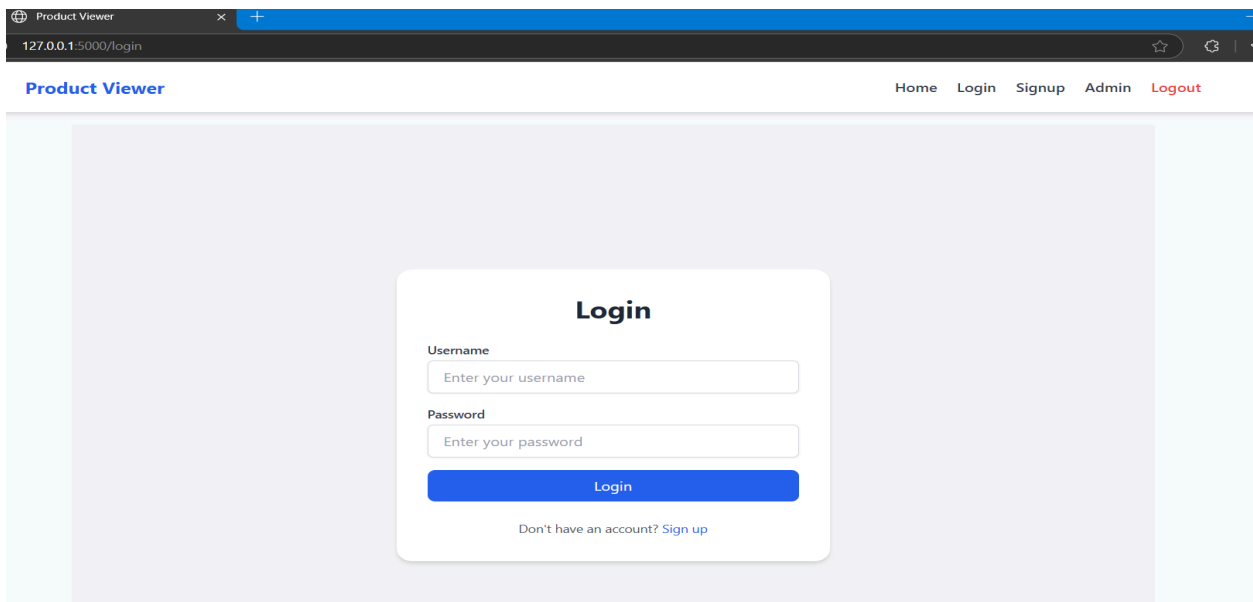 Product Viewer
127.0.0.1:5000/login
Product Viewer Home Login Signup Admin Logout
Login
Username
Enter your username
Password
Enter your password
Login
Don't have an account? Sign up